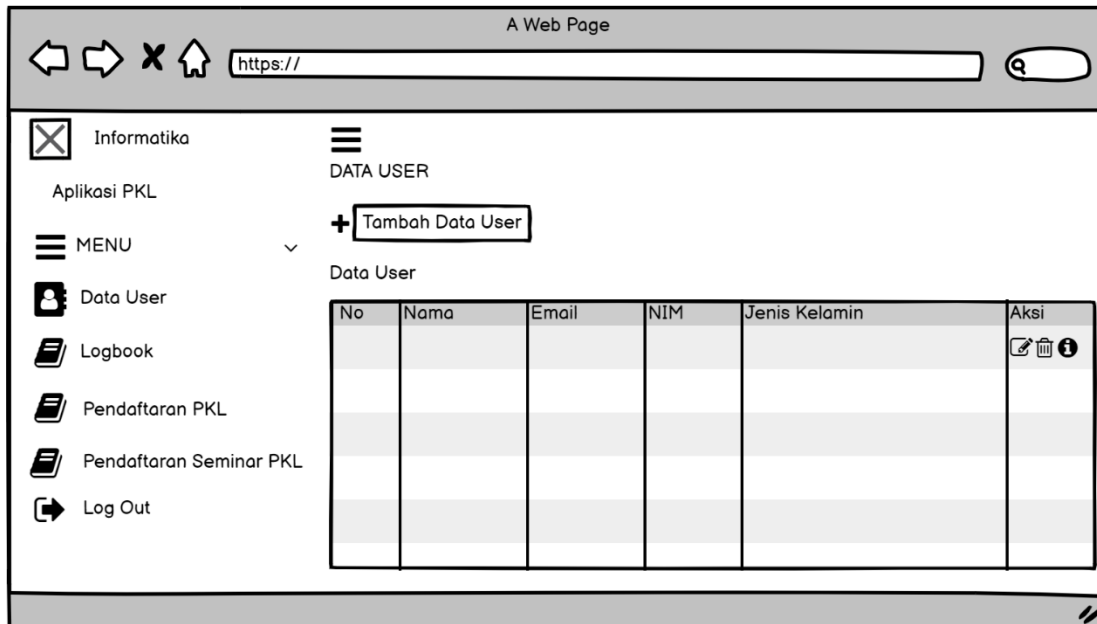 A Web Page
https://
Informatika
Aplikasi PKL
MENU
Data User
Logbook
Pendaftaran PKL
Pendaftaran Seminar PKL
Log Out
DATA USER
Tambah Data User
Data User
No Nama Email NIM Jenis Kelamin Aksi